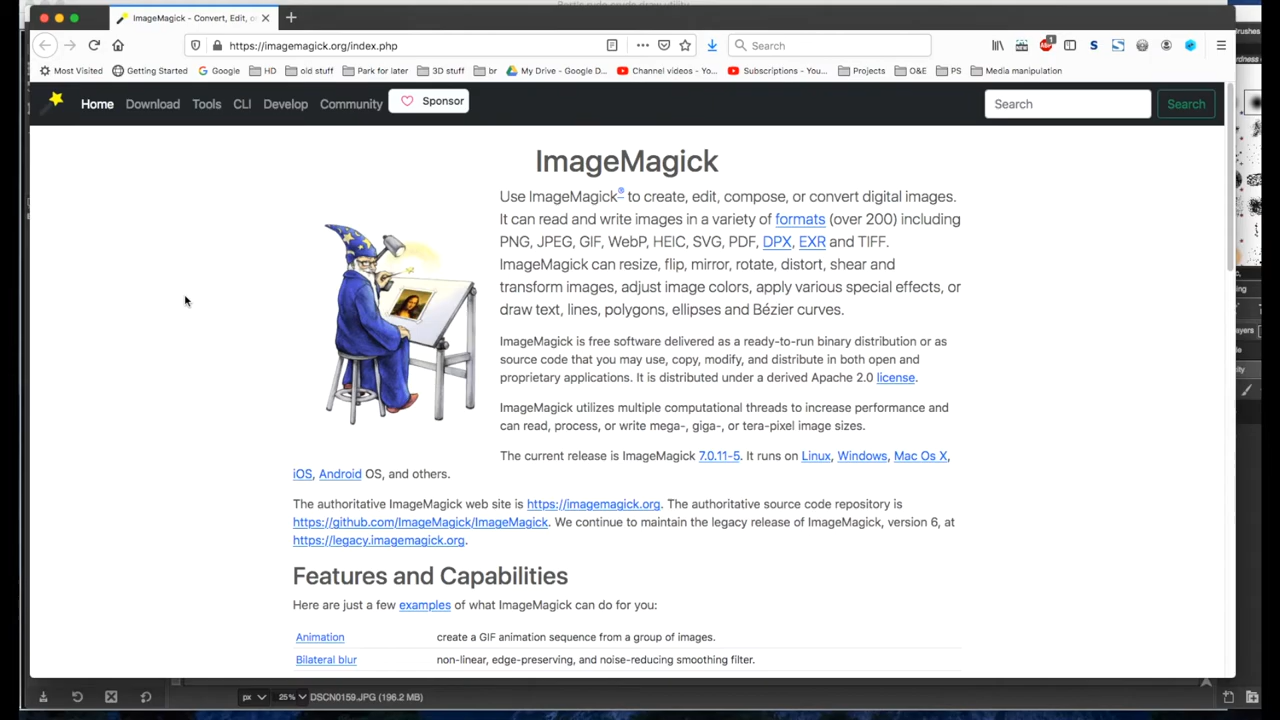 ImageMagick - Convert, Edit, o
https://imagemagick.org/index.php
Search
Most Visited Getting Started Google HD old stuff Park for later 3D stuff br My Drive - Google D... Channel videos - Yo... Subscriptions - You... Projects O&E PS Media manipulation
Home Download Tools CLI Develop Community Sponsor Search Search
ImageMagick
Use ImageMagick® to create, edit, compose, or convert digital images.
It can read and write images in a variety of formats (over 200) including
PNG, JPEG, GIF, WebP, HEIC, SVG, PDF, DPX, EXR and TIFF.
ImageMagick can resize, flip, mirror, rotate, distort, shear and
transform images, adjust image colors, apply various special effects, or
draw text, lines, polygons, ellipses and Bézier curves.
ImageMagick is free software delivered as a ready-to-run binary distribution or as
source code that you may use, copy, modify, and distribute in both open and
proprietary applications. It is distributed under a derived Apache 2.0 license.
ImageMagick utilizes multiple computational threads to increase performance and
can read, process, or write mega-, giga-, or tera-pixel image sizes.
The current release is ImageMagick 7.0.11-5. It runs on Linux, Windows, Mac Os X,
iOS, Android OS, and others.
The authoritative ImageMagick web site is https://imagemagick.org. The authoritative source code repository is
https://github.com/ImageMagick/ImageMagick. We continue to maintain the legacy release of ImageMagick, version 6, at
https://legacy.imagemagick.org.
Features and Capabilities
Here are just a few examples of what ImageMagick can do for you:
Animation create a GIF animation sequence from a group of images.
Bilateral blur non-linear, edge-preserving, and noise-reducing smoothing filter.
px 25% DSCN0159.JPG (196.2 MB)